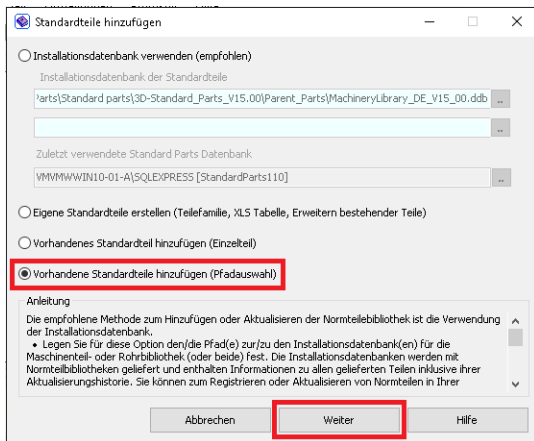 Standardteile hinzufügen
Installationsdatenbank verwenden (empfohlen)
Installationsdatenbank der Standardteile
Parts\Standard parts\3D-Standard_Parts_V15.00\Parent_Parts\MachineryLibrary_DE_V15_00.ddb
...
...
Zuletzt verwendete Standard Parts Datenbank
VMVMWWIN10-01-A\SQLEXPRESS [StandardParts110]
...
Eigene Standardteile erstellen (Teilefamilie, XLS Tabelle, Erweitern bestehender Teile)
Vorhandenes Standardteil hinzufügen (Einzelteil)
Vorhandene Standardteile hinzufügen (Pfadauswahl)
Anleitung
Die empfohlene Methode zum Hinzufügen oder Aktualisieren der Normteilebibliothek ist die Verwendung
der Installationsdatenbank.
• Legen Sie für diese Option den/die Pfad(e) zur/zu den Installationsdatenbank(en) für die
Maschinenteil- oder Rohrbibliothek (oder beide) fest. Die Installationsdatenbanken werden mit
Normteilbibliotheken geliefert und enthalten Informationen zu allen gelieferten Teilen inklusive ihrer
Aktualisierungshistorie. Sie können zum Registrieren oder Aktualisieren von Normteilen in Ihrer
Abbrechen Weiter Hilfe